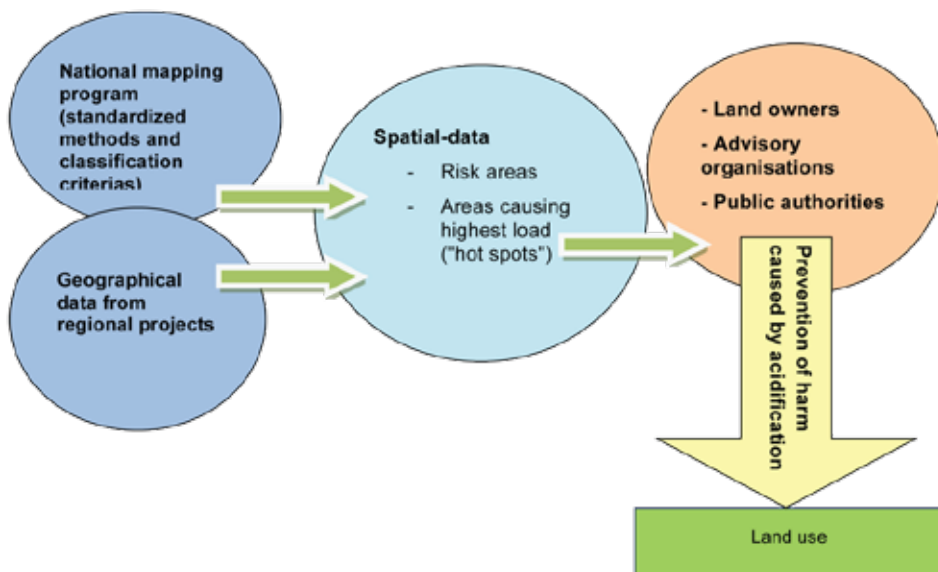 National mapping
program
(standardized
methods and
classification
criterias)
Geographical
data from
regional projects
Spatial-data
- Risk areas
- Areas causing
highest load
("hot spots")
- Land owners
- Advisory
organisations
- Public authorities
Prevention of harm
caused by acidification
Land use